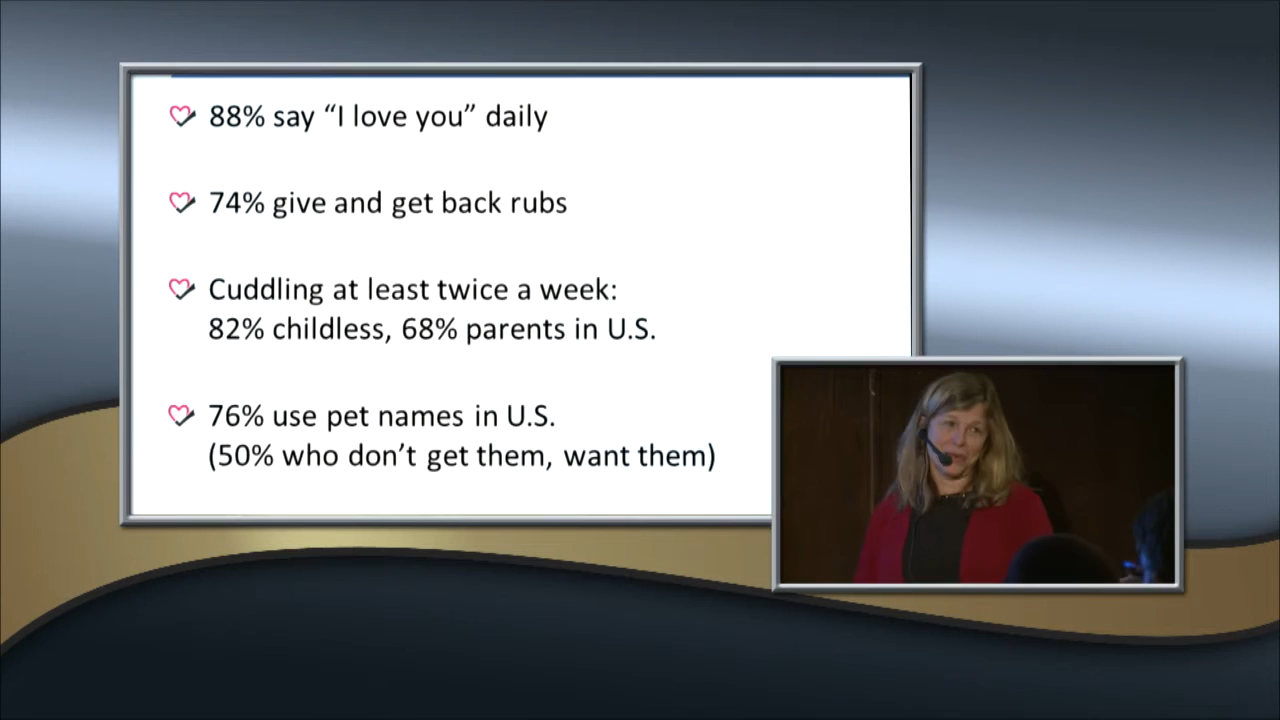 88% say “I love you” daily
74% give and get back rubs
Cuddling at least twice a week:
82% childless, 68% parents in U.S.
76% use pet names in U.S.
(50% who don’t get them, want them)